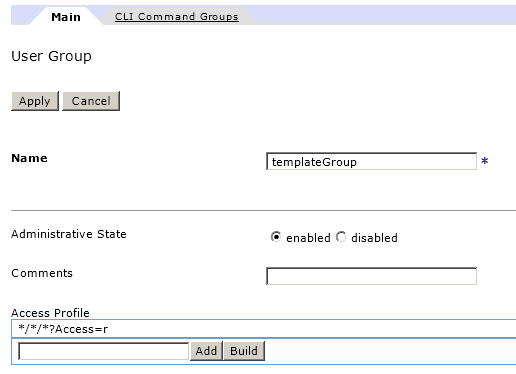 Main CLI Command Groups
User Group
Apply Cancel
Name templateGroup *
Administrative State enabled disabled
Comments
Access Profile
*/*/*?Access=r
Add Build